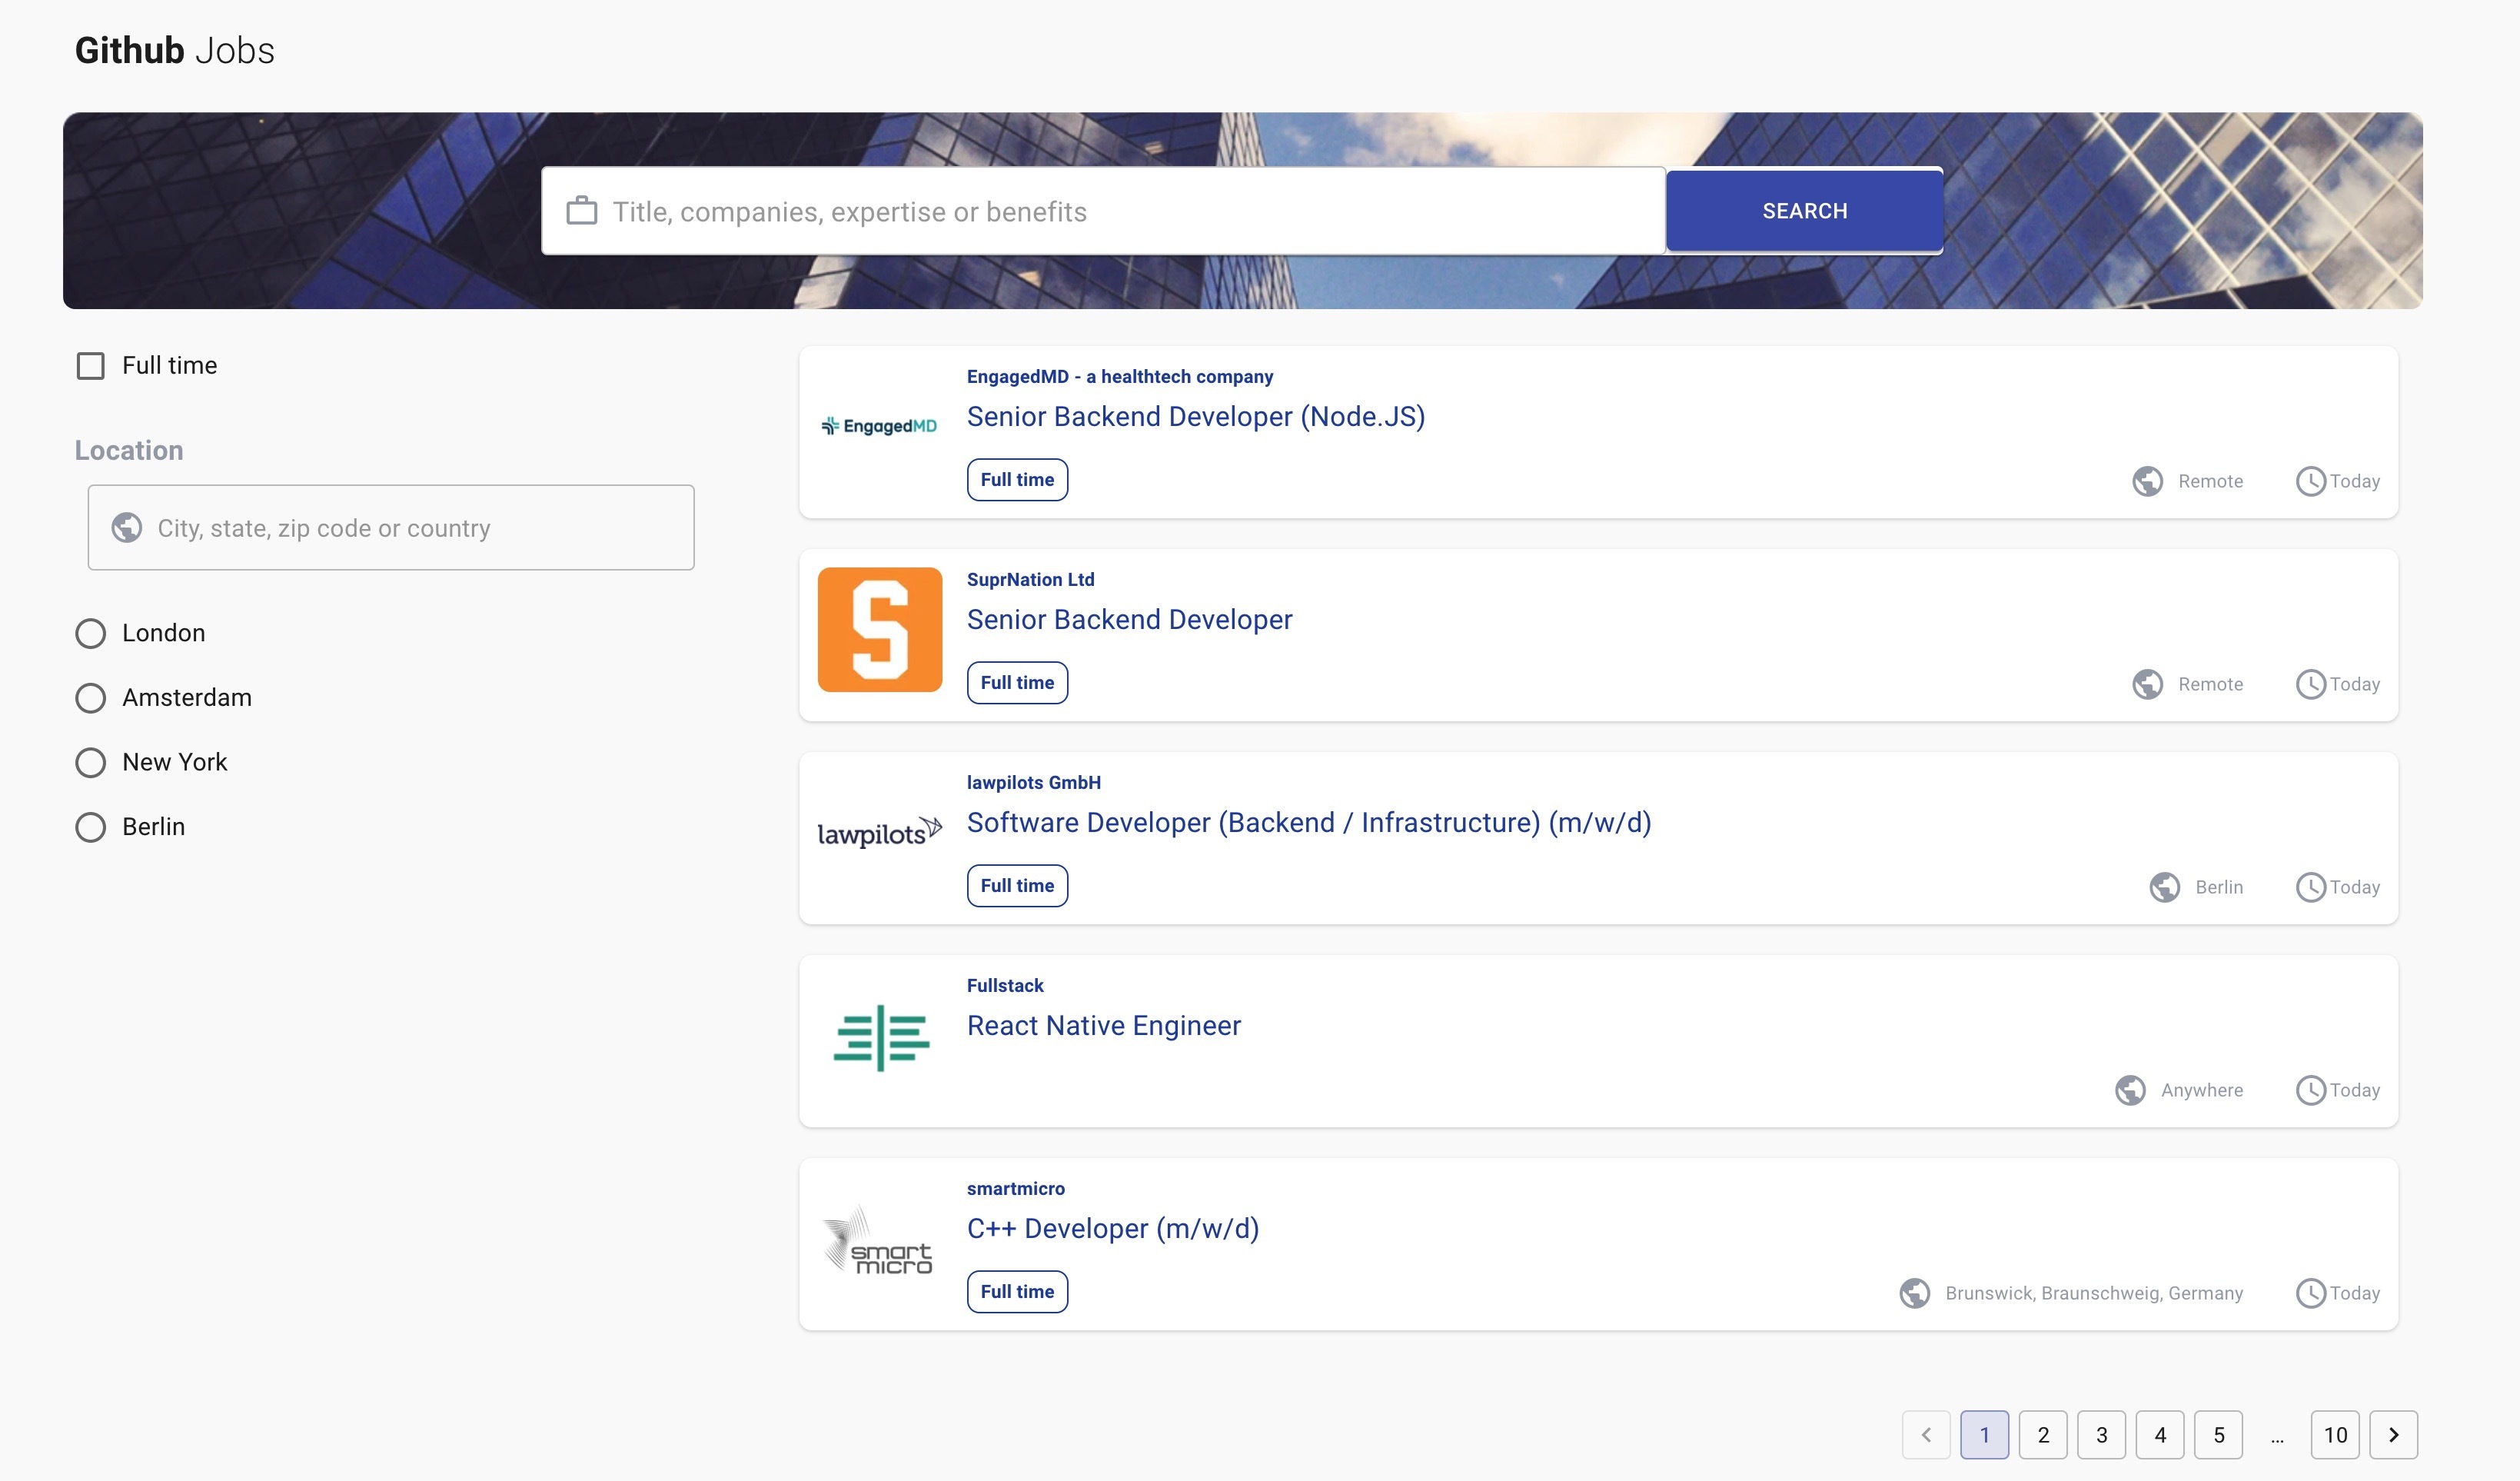 Github Jobs
Title, companies, expertise or benefits
SEARCH
Full time
Location
City, state, zip code or country
London
Amsterdam
New York
Berlin
EngagedMD
EngagedMD - a healthtech company
Senior Backend Developer (Node.JS)
Full time
Remote
Today
S
SuprNation Ltd
Senior Backend Developer
Full time
Remote
Today
lawpilots
lawpilots GmbH
Software Developer (Backend / Infrastructure) (m/w/d)
Full time
Berlin
Today
Fullstack
React Native Engineer
Anywhere
Today
smart
micro
smartmicro
C++ Developer (m/w/d)
Full time
Brunswick, Braunschweig, Germany
Today
1 2 3 4 5 ... 10